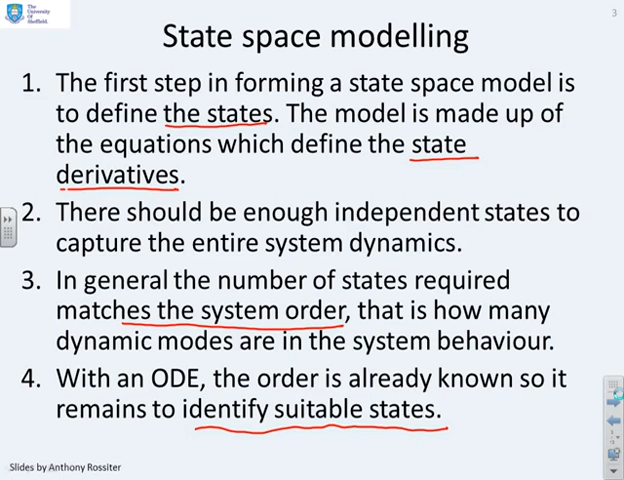 The
University
Of
Sheffield.
3
State space modelling
1. The first step in forming a state space model is
to define the states. The model is made up of
the equations which define the state
derivatives.
2. There should be enough independent states to
capture the entire system dynamics.
3. In general the number of states required
matches the system order, that is how many
dynamic modes are in the system behaviour.
4. With an ODE, the order is already known so it
remains to identify suitable states.
Slides by Anthony Rossiter